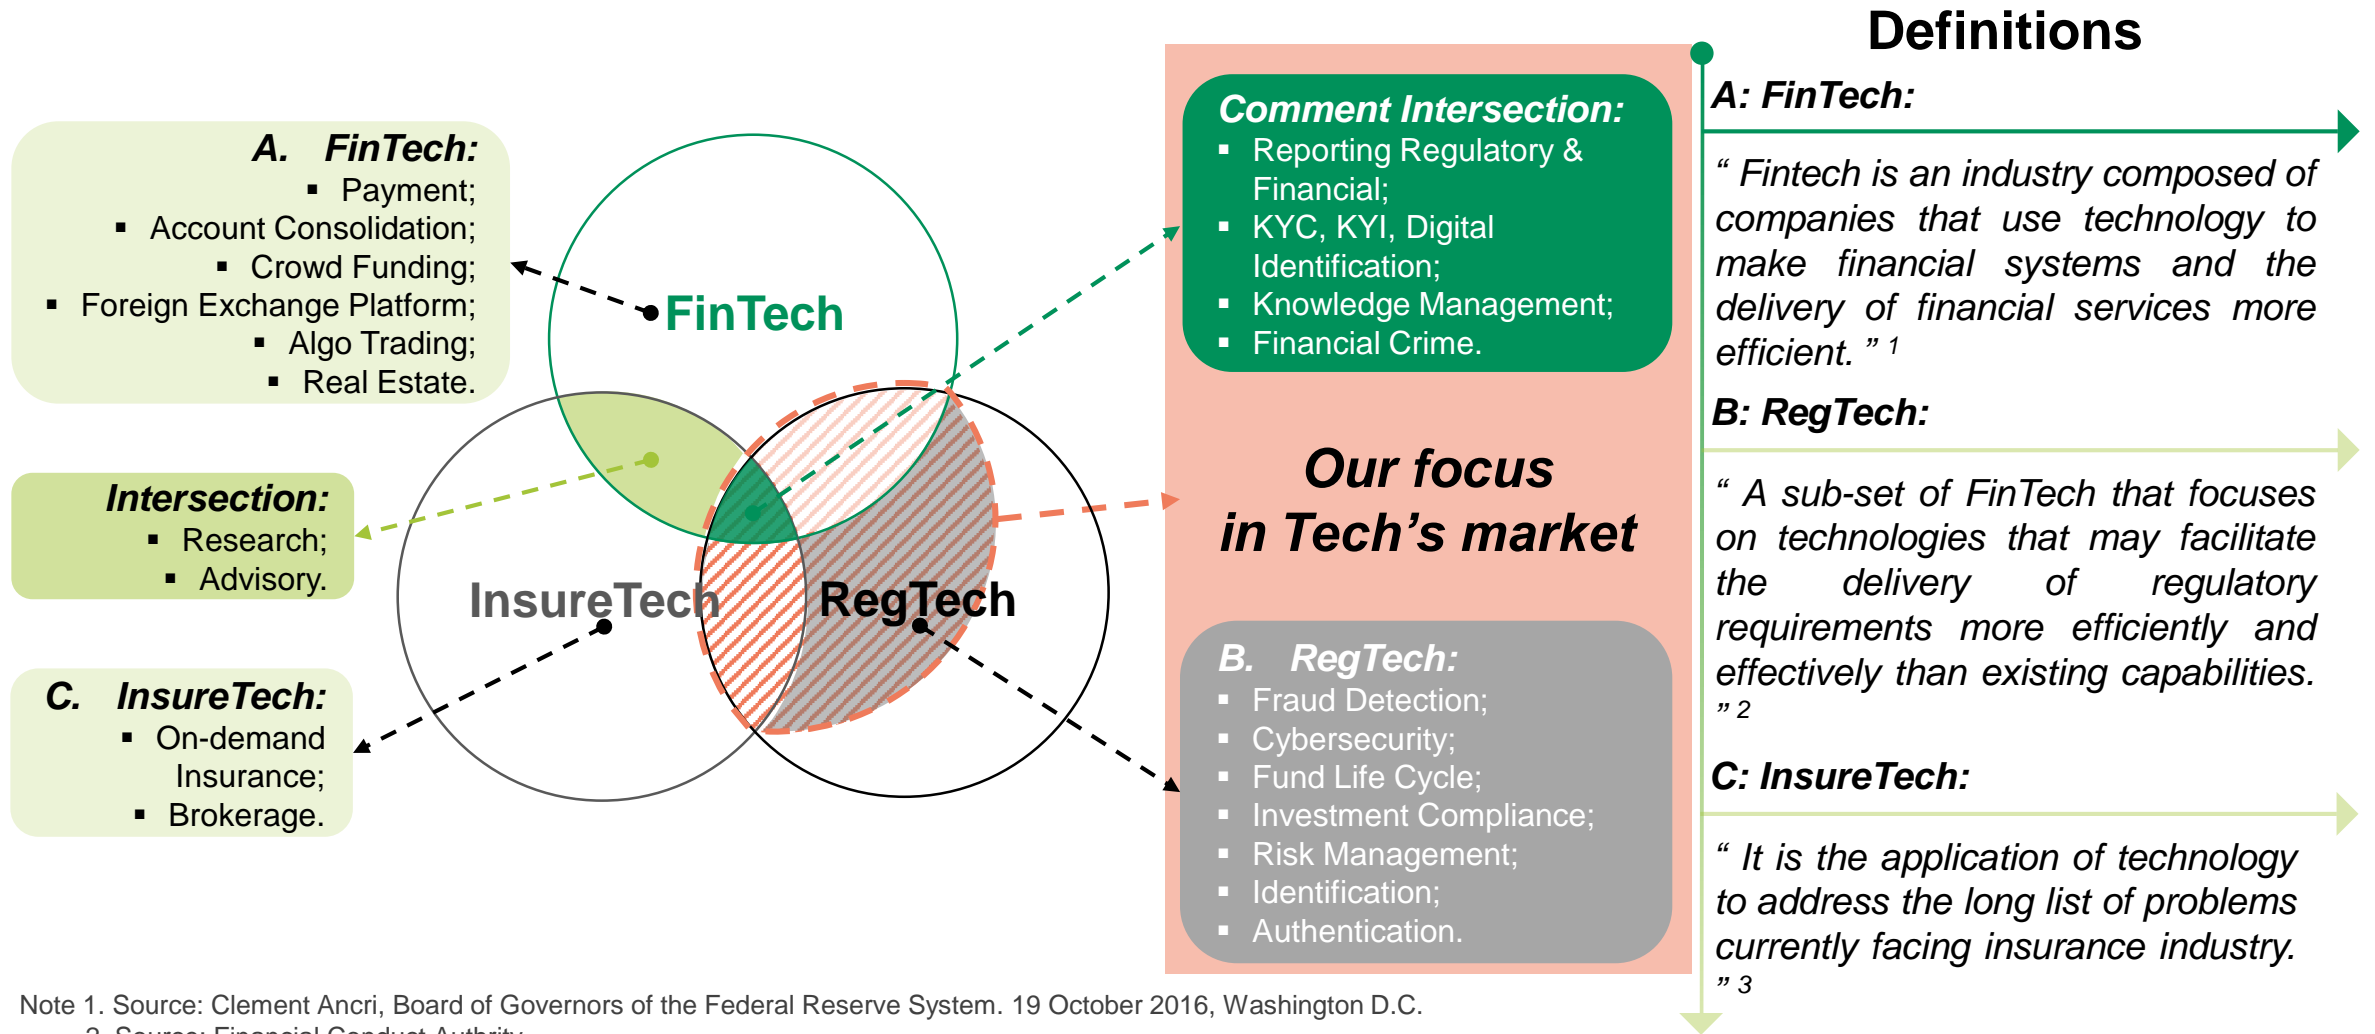 Definitions
A. FinTech:
▪ Payment;
▪ Account Consolidation;
▪ Crowd Funding;
▪ Foreign Exchange Platform;
▪ Algo Trading;
▪ Real Estate.
Intersection:
▪ Research;
▪ Advisory.
C. InsureTech:
▪ On-demand
Insurance;
▪ Brokerage.
FinTech
InsureTech
RegTech
Comment Intersection:
▪ Reporting Regulatory &
Financial;
▪ KYC, KYI, Digital
Identification;
▪ Knowledge Management;
▪ Financial Crime.
Our focus
in Tech's market
B. RegTech:
▪ Fraud Detection;
▪ Cybersecurity;
▪ Fund Life Cycle;
▪ Investment Compliance;
▪ Risk Management;
▪ Identification;
▪ Authentication.
A: FinTech:
“ Fintech is an industry composed of
companies that use technology to
make financial systems and the
delivery of financial services more
efficient. ” 1
B: RegTech:
“ A sub-set of FinTech that focuses
on technologies that may facilitate
the delivery of regulatory
requirements more efficiently and
effectively than existing capabilities.
” 2
C: InsureTech:
“ It is the application of technology
to address the long list of problems
currently facing insurance industry.
” 3
Note 1. Source: Clement Ancri, Board of Governors of the Federal Reserve System. 19 October 2016, Washington D.C.
2. Source: Financial Conduct Authrity